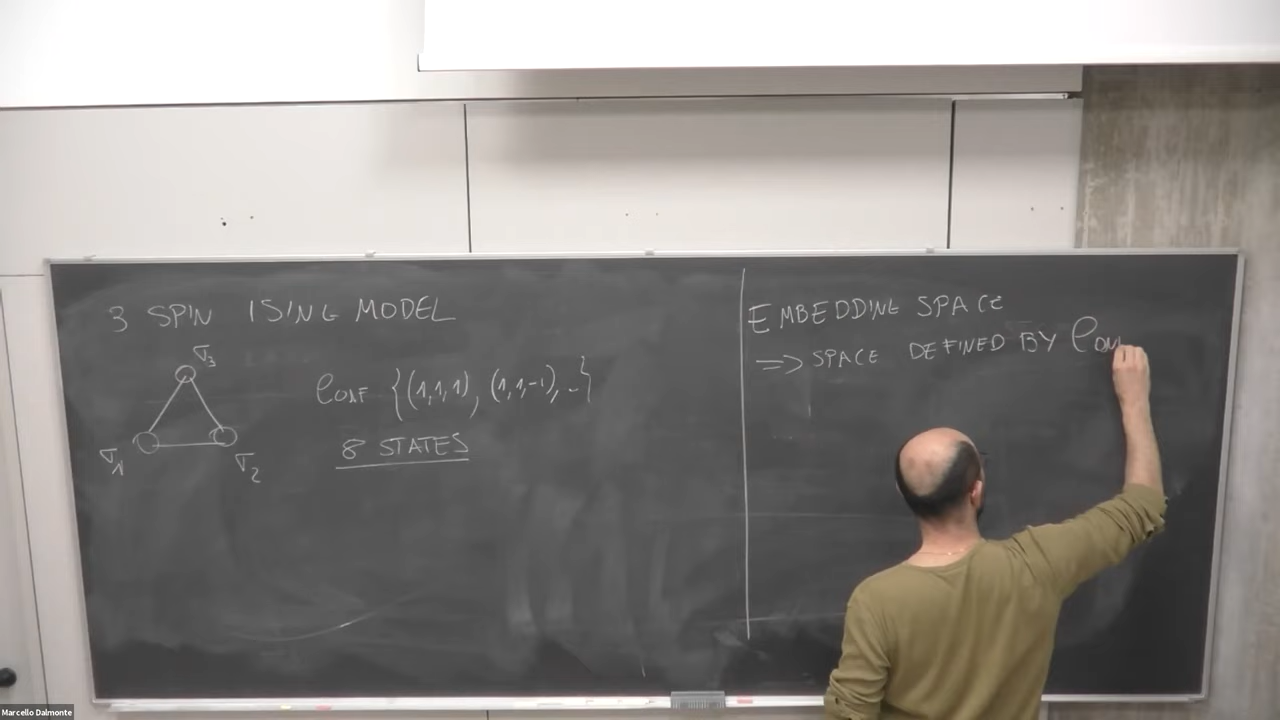 3 SPIN ISING MODEL
σ3
σ1
σ2
Conf {(1,1,1), (1,1,-1), ..}
8 STATES
EMBEDDING SPACE
=> SPACE DEFINED BY Con
Marcello Dalmonte